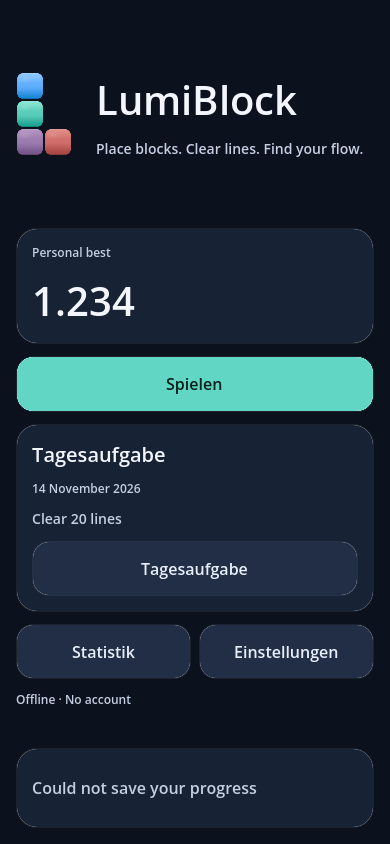 LumiBlock
Place blocks. Clear lines. Find your flow.
Personal best
1.234
Spielen
Tagesaufgabe
14 November 2026
Clear 20 lines
Tagesaufgabe
Statistik
Einstellungen
Offline · No account
Could not save your progress